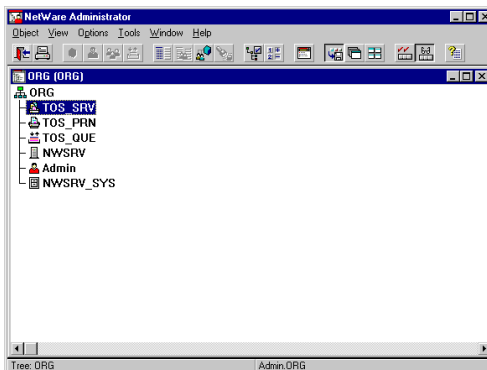 NetWare Administrator
Object View Options Tools Window Help
ORG (ORG)
ORG
TOS_SRV
TOS_PRN
TOS_QUE
NWSRV
Admin
NWSRV_SYS
Tree: ORG Admin.ORG